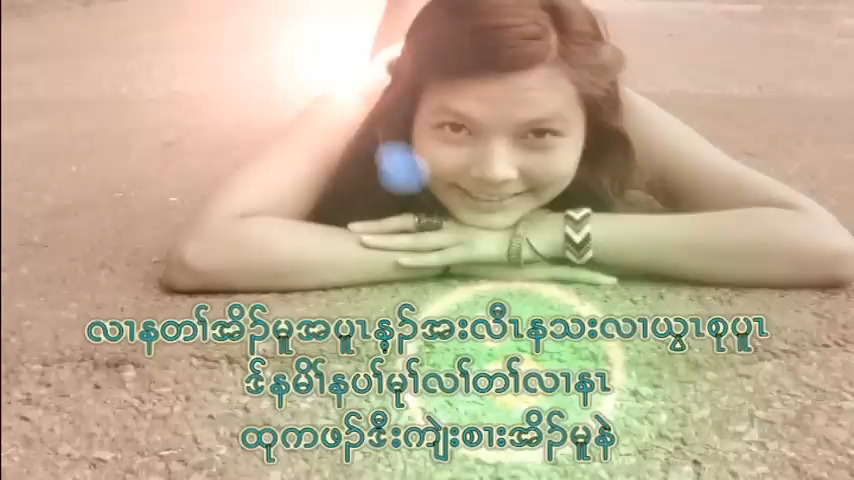 လၢနတၢ်အိၣ်မူအပူၤန့ၣ်အးလီၤနသးလၢယွၤစုပူၤ
ဒ်နမိၢ်နပၢ်မုၢ်လၢ်တၢ်လၢနၤ
ထုကဖၣ်ဒီးကျဲးစၢးအိၣ်မူနဲ